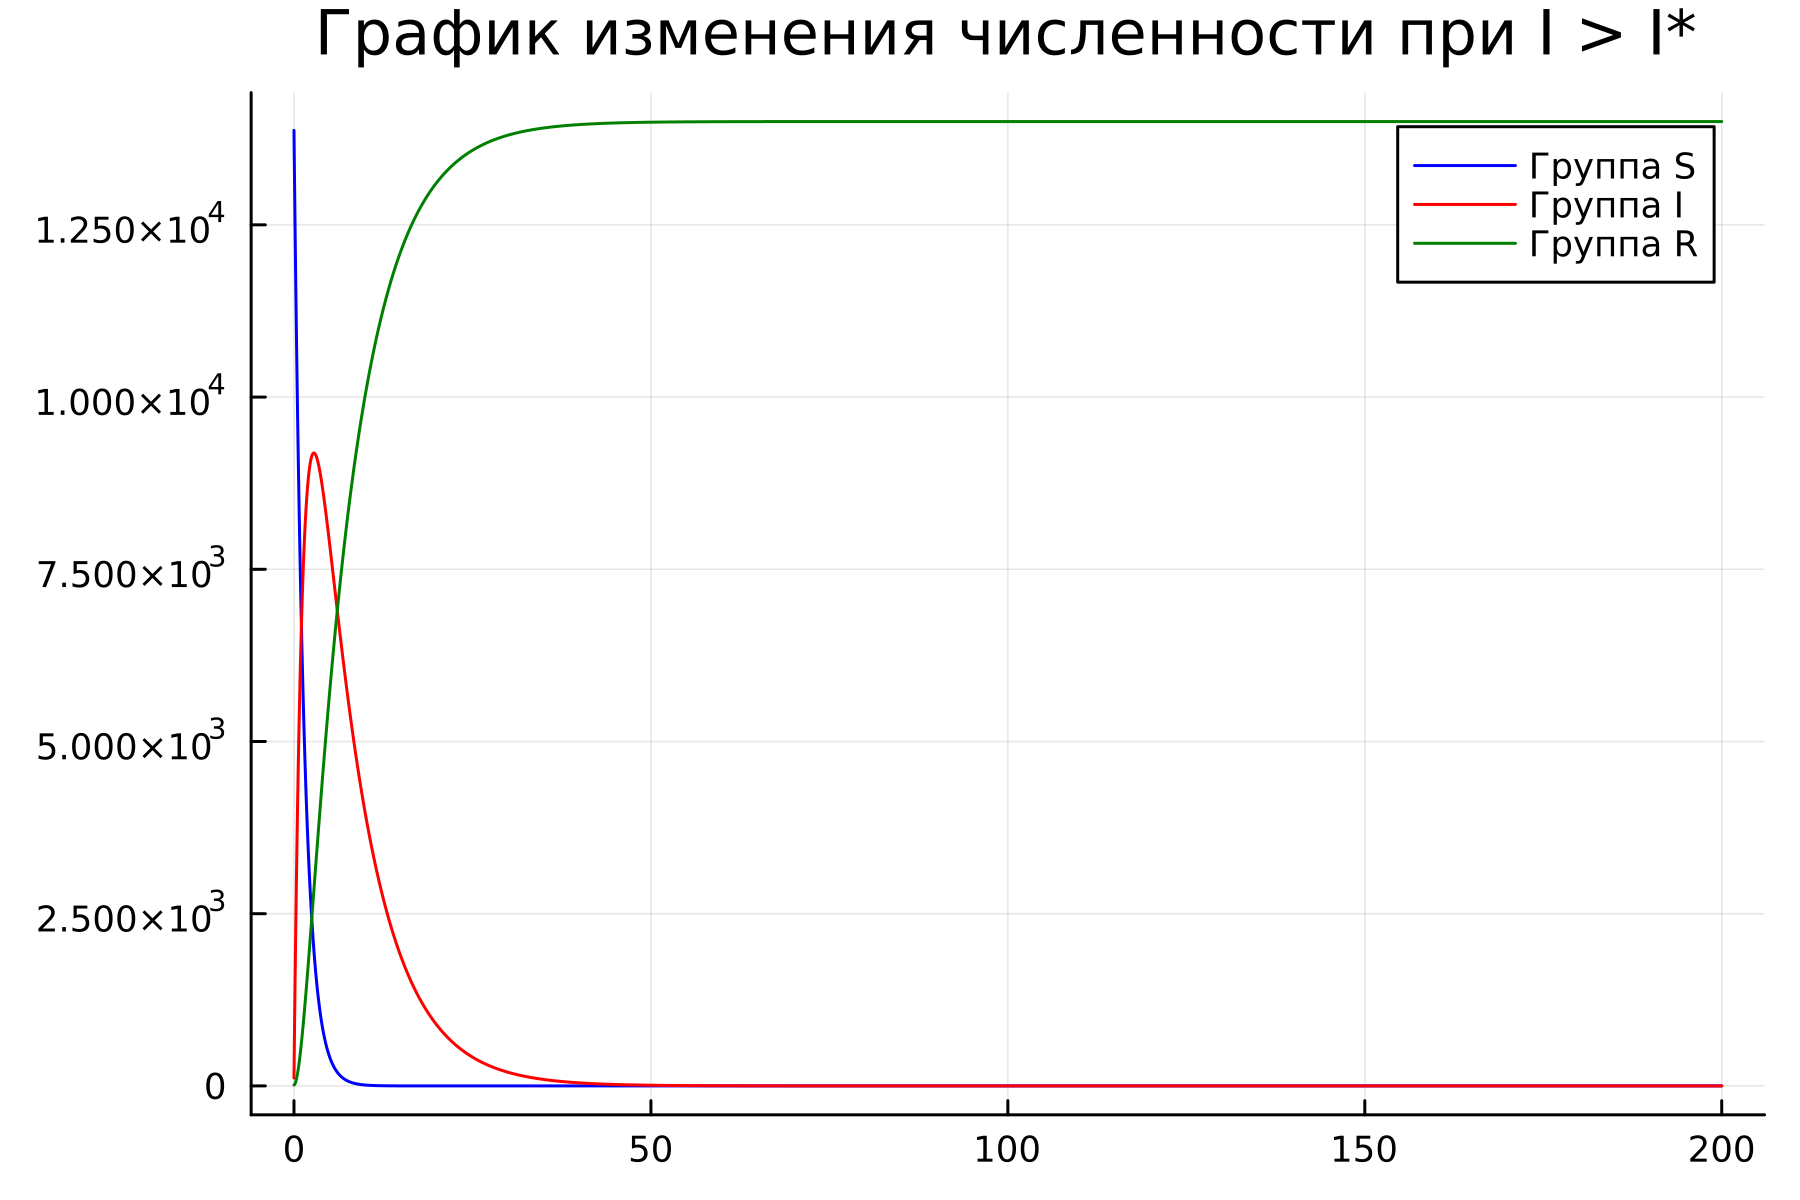 График изменения численности при I > I*
Группа S
Группа I
Группа R
1.250×10⁴
1.000×10⁴
7.500×10³
5.000×10³
2.500×10³
0
0 50 100 150 200